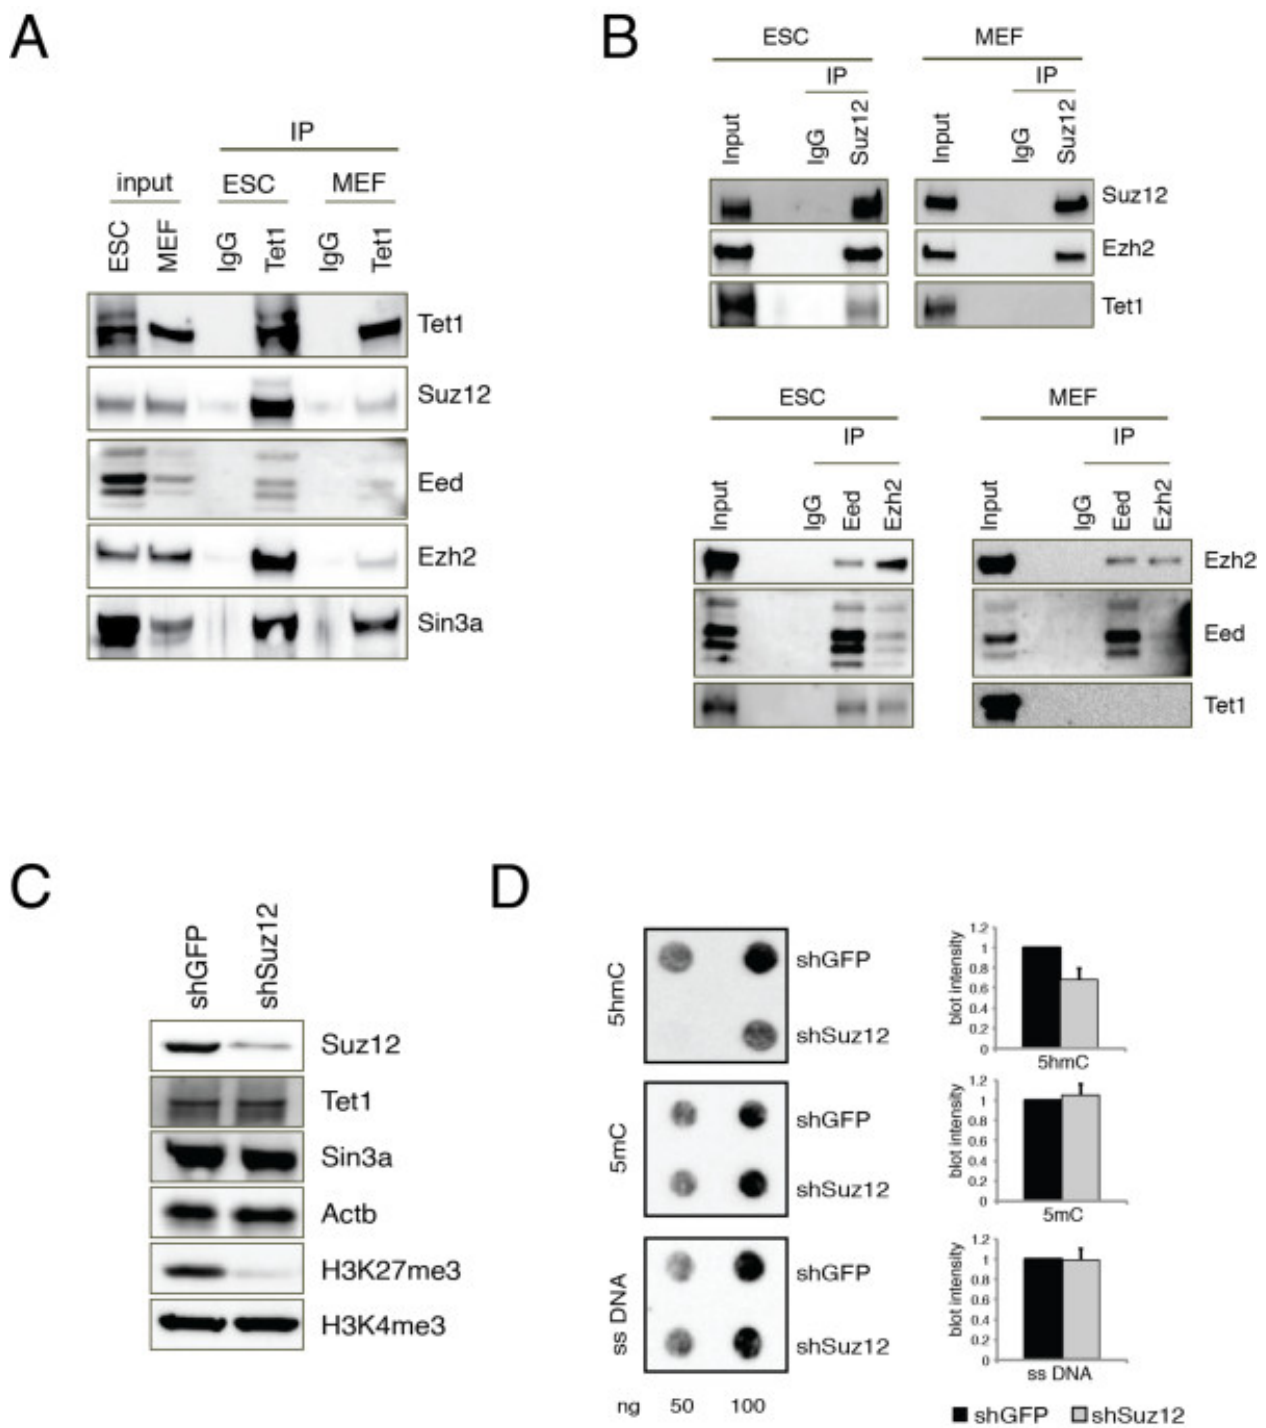 A
IP
input ESC MEF
ESC MEF IgG Tet1 IgG Tet1
Tet1
Suz12
Eed
Ezh2
Sin3a
B
ESC MEF
IP IP
Input IgG Suz12 Input IgG Suz12
Suz12
Ezh2
Tet1
ESC MEF
IP IP
Input IgG Eed Ezh2 Input IgG Eed Ezh2
Ezh2
Eed
Tet1
C
shGFP shSuz12
Suz12
Tet1
Sin3a
Actb
H3K27me3
H3K4me3
D
5hmC
shGFP
shSuz12
5mC
shGFP
shSuz12
ss DNA
shGFP
shSuz12
ng 50 100
blot intensity
1.2
1
0.8
0.6
0.4
0.2
0
5hmC
blot intensity
1.2
1
0.8
0.6
0.4
0.2
0
5mC
blot intensity
1.2
1
0.8
0.6
0.4
0.2
0
ss DNA
shGFP shSuz12